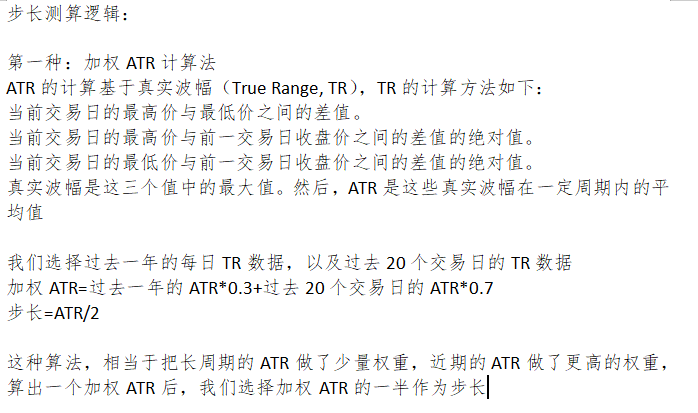 步长测算逻辑：
第一种：加权 ATR 计算法
ATR 的计算基于真实波幅（True Range, TR），TR 的计算方法如下：
当前交易日的最高价与最低价之间的差值。
当前交易日的最高价与前一交易日收盘价之间的差值的绝对值。
当前交易日的最低价与前一交易日收盘价之间的差值的绝对值。
真实波幅是这三个值中的最大值。然后，ATR 是这些真实波幅在一定周期内的平
均值
我们选择过去一年的每日 TR 数据，以及过去 20 个交易日的 TR 数据
加权 ATR=过去一年的 ATR*0.3+过去 20 个交易日的 ATR*0.7
步长=ATR/2
这种算法，相当于把长周期的 ATR 做了少量权重，近期的 ATR 做了更高的权重，
算出一个加权 ATR 后，我们选择加权 ATR 的一半作为步长